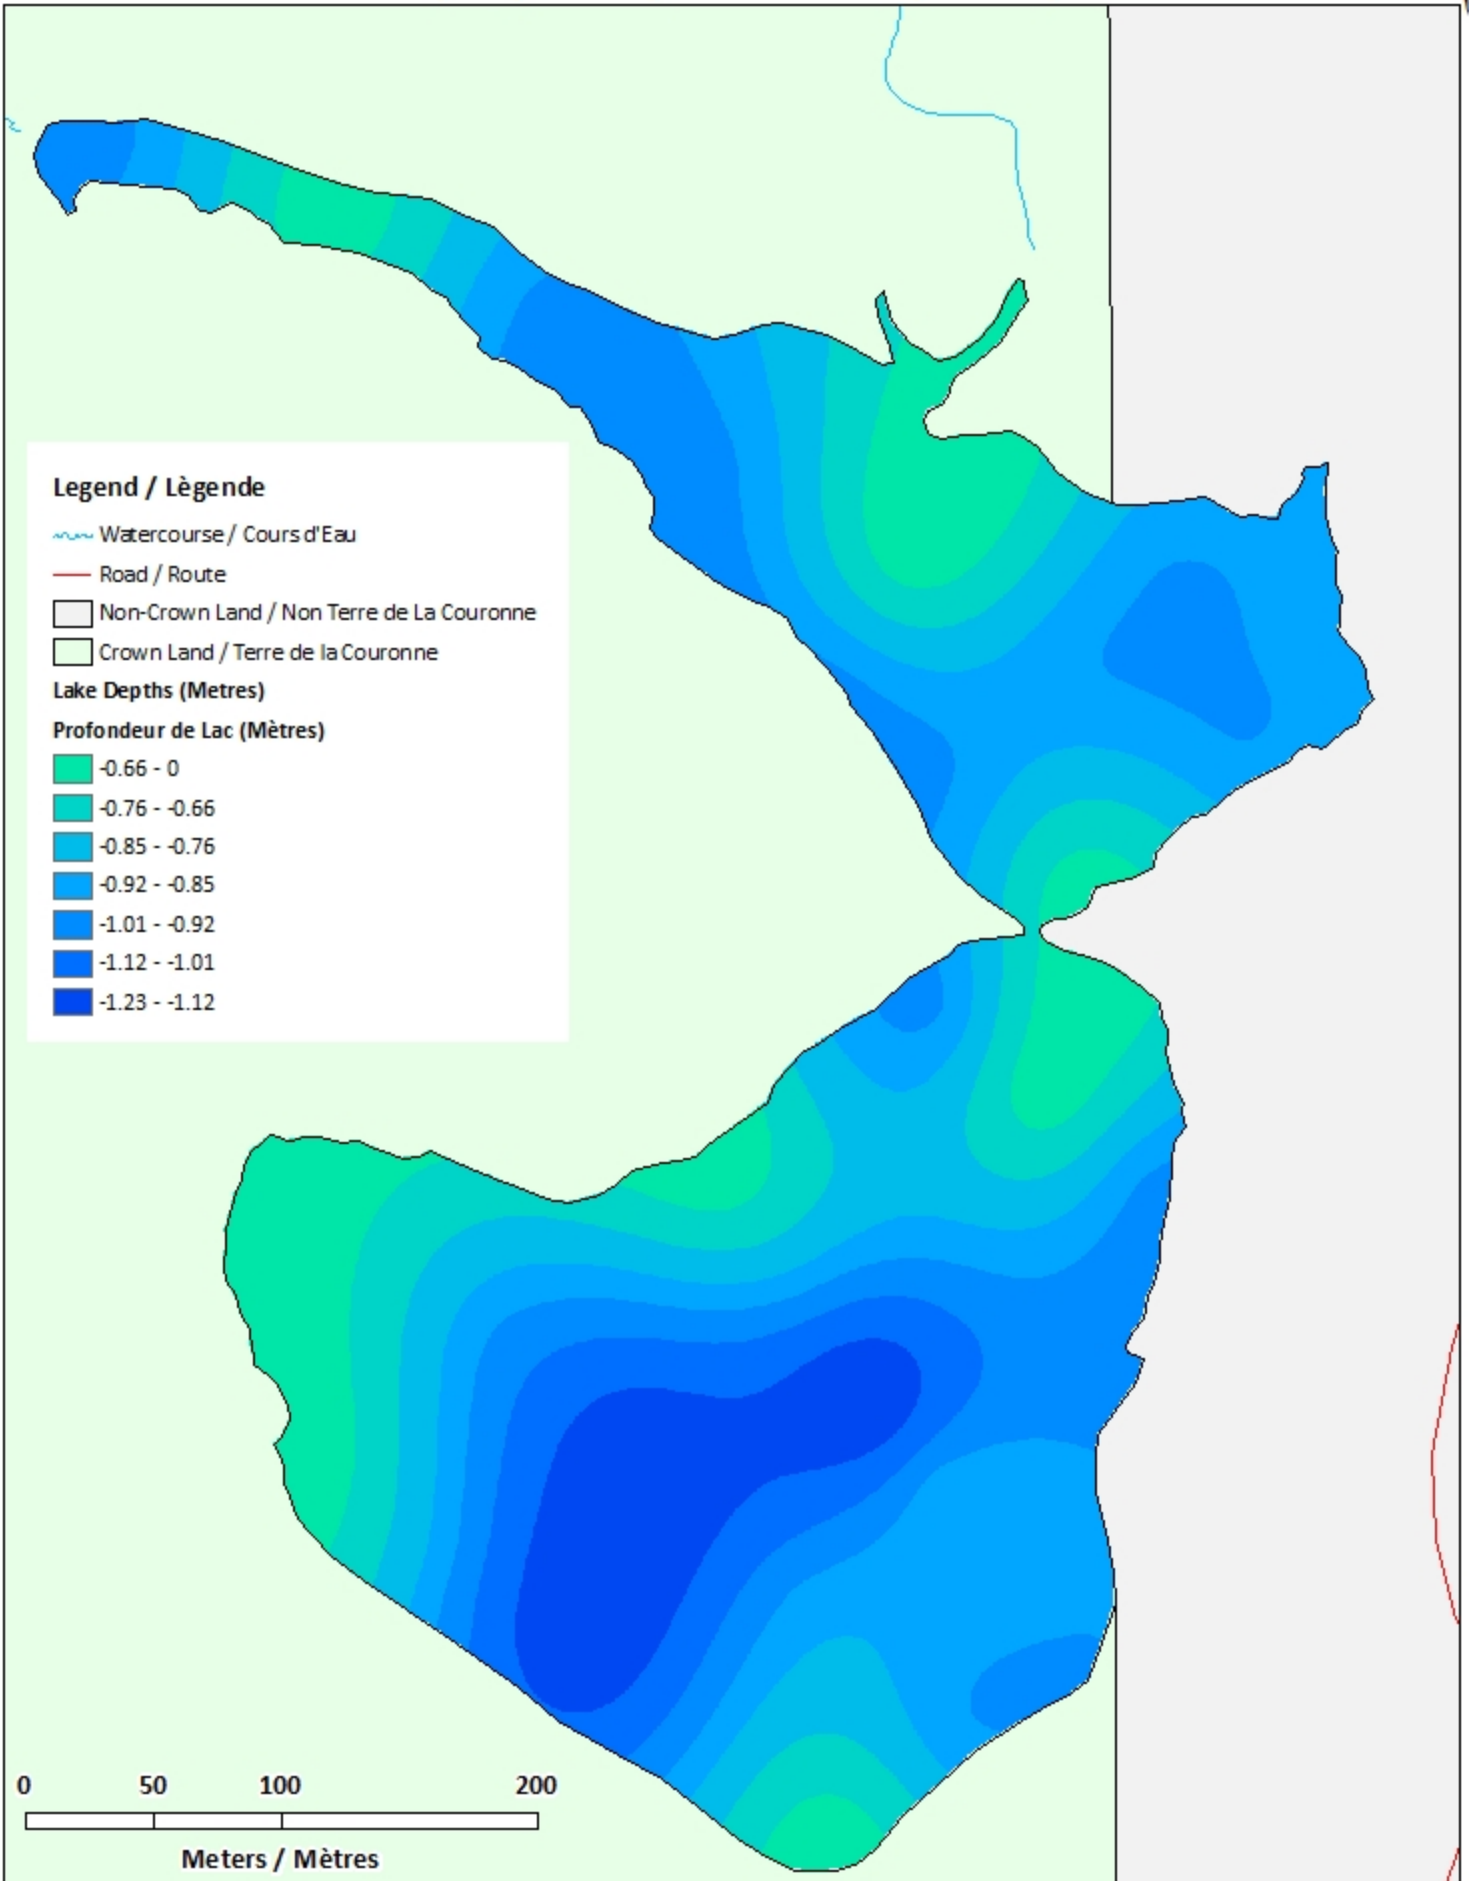 Legend / Lègende
Watercourse / Cours d'Eau
Road / Route
Non-Crown Land / Non Terre de La Couronne
Crown Land / Terre de la Couronne
Lake Depths (Metres)
Profondeur de Lac (Mètres)
-0.66 - 0
-0.76 - -0.66
-0.85 - -0.76
-0.92 - -0.85
-1.01 - -0.92
-1.12 - -1.01
-1.23 - -1.12
0 50 100 200
Meters / Mètres